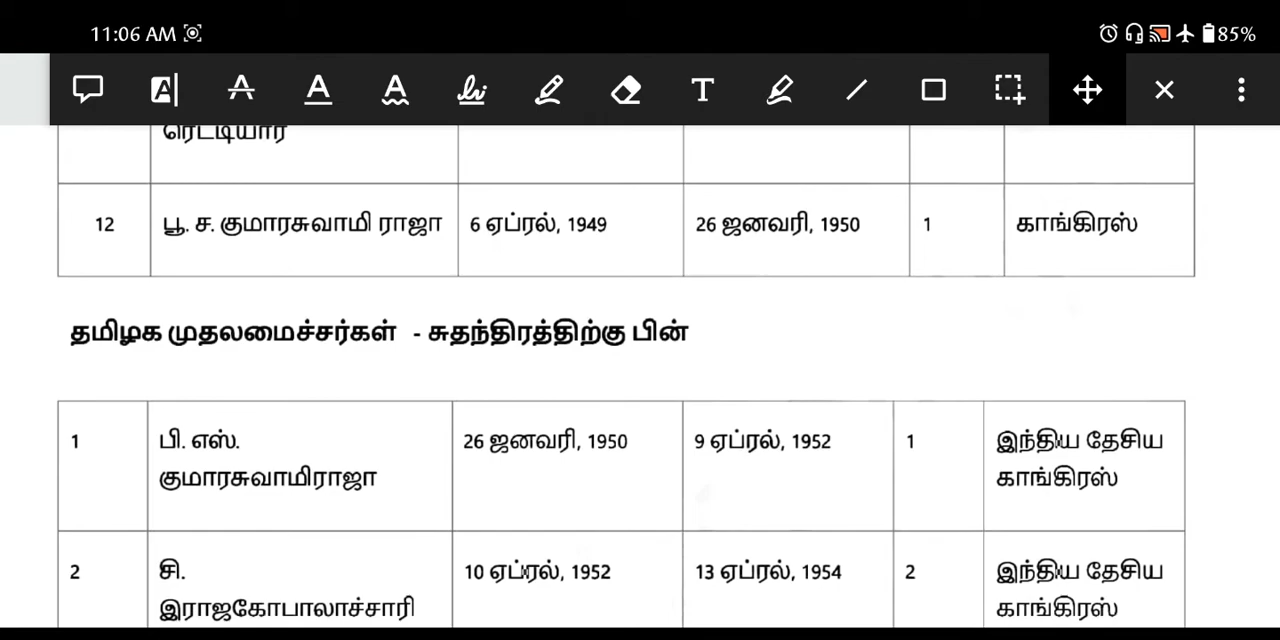 11:06 AM 85%
ரெட்டியார்
12 பூ. ச. குமாரசுவாமி ராஜா 6 ஏப்ரல், 1949 26 ஜனவரி, 1950 1 காங்கிரஸ்
தமிழக முதலமைச்சர்கள் - சுதந்திரத்திற்கு பின்
1 பி. எஸ். 26 ஜனவரி, 1950 9 ஏப்ரல், 1952 1 இந்திய தேசிய
குமாரசுவாமிராஜா காங்கிரஸ்
2 சி. 10 ஏப்ரல், 1952 13 ஏப்ரல், 1954 2 இந்திய தேசிய
இராஜகோபாலாச்சாரி காங்கிரஸ்